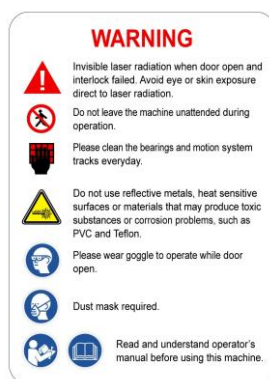 WARNING
Invisible laser radiation when door open and
interlock failed. Avoid eye or skin exposure
direct to laser radiation.
Do not leave the machine unattended during
operation.
Please clean the bearings and motion system
tracks everyday.
Do not use reflective metals, heat sensitive
surfaces or materials that may produce toxic
substances or corrosion problems, such as
PVC and Teflon.
Please wear goggle to operate while door
open.
Dust mask required.
Read and understand operator's
manual before using this machine.